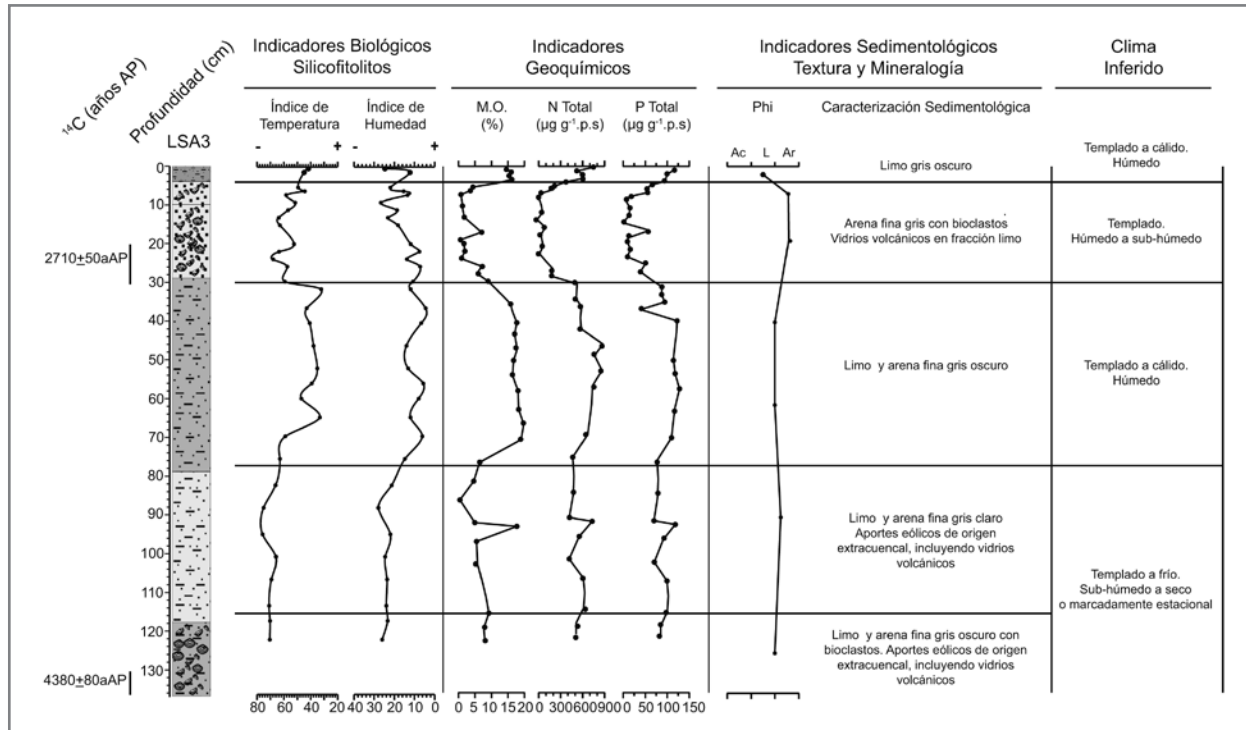 Indicadores Biológicos
Silicofitolitos
Indicadores
Geoquímicos
Indicadores Sedimentológicos
Textura y Mineralogía
Clima
Inferido
¹⁴C (años AP)
Profundidad (cm)
LSA3
Índice de
Temperatura
- +
Índice de
Humedad
- +
M.O.
(%)
N Total
(µg g⁻¹.p.s)
P Total
(µg g⁻¹.p.s)
Phi
Ac L Ar
Caracterización Sedimentológica
0
10
20
30
40
50
60
70
80
90
100
110
120
130
2710±50aAP
4380±80aAP
Limo gris oscuro
Templado a cálido.
Húmedo
Arena fina gris con bioclastos
Vidrios volcánicos en fracción limo
Templado.
Húmedo a sub-húmedo
Limo y arena fina gris oscuro
Templado a cálido.
Húmedo
Limo y arena fina gris claro
Aportes eólicos de origen
extracuencal, incluyendo vidrios
volcánicos
Templado a frío.
Sub-húmedo a seco
o marcadamente estacional
Limo y arena fina gris oscuro con
bioclastos. Aportes eólicos de origen
extracuencal, incluyendo vidrios
volcánicos
80 60 40 20
40 30 20 10 0
0 5 10 15 20
0 300 600 900
0 50 100 150